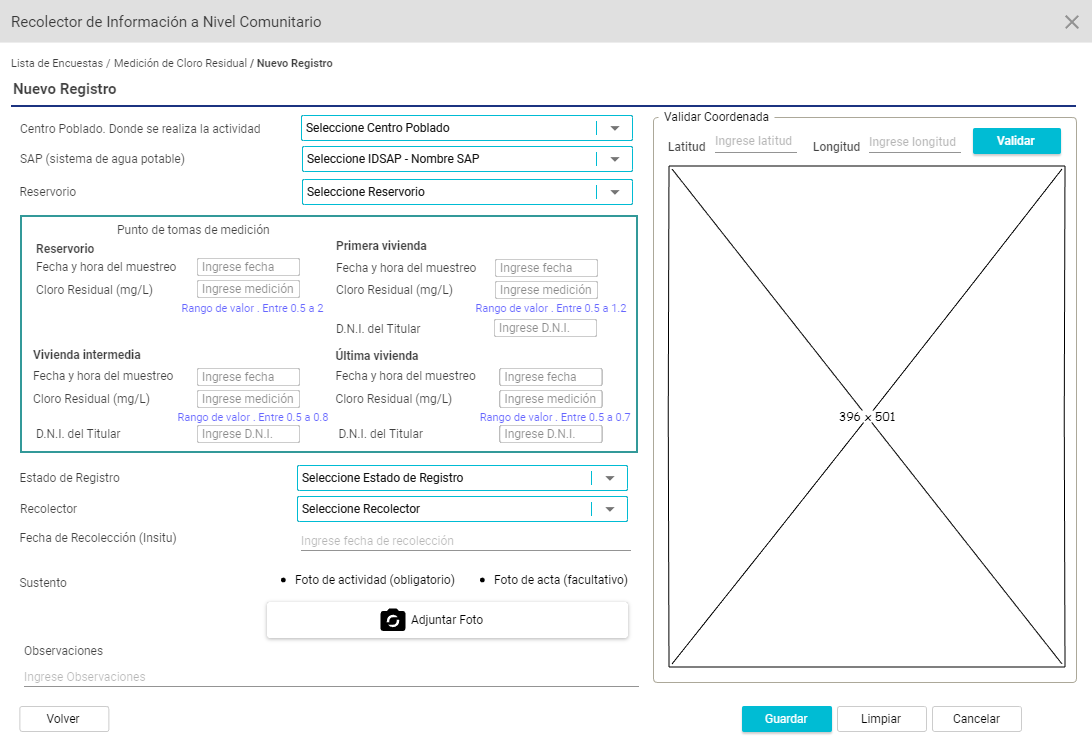 Recolector de Información a Nivel Comunitario
Lista de Encuestas / Medición de Cloro Residual / Nuevo Registro
Nuevo Registro
Centro Poblado. Donde se realiza la actividad
Seleccione Centro Poblado
SAP (sistema de agua potable)
Seleccione IDSAP - Nombre SAP
Reservorio
Seleccione Reservorio
Punto de tomas de medición
Reservorio
Fecha y hora del muestreo
Ingrese fecha
Cloro Residual (mg/L)
Ingrese medición
Rango de valor . Entre 0.5 a 2
Primera vivienda
Fecha y hora del muestreo
Ingrese fecha
Cloro Residual (mg/L)
Ingrese medición
Rango de valor . Entre 0.5 a 1.2
D.N.I. del Titular
Ingrese D.N.I.
Vivienda intermedia
Fecha y hora del muestreo
Ingrese fecha
Cloro Residual (mg/L)
Ingrese medición
Rango de valor . Entre 0.5 a 0.8
D.N.I. del Titular
Ingrese D.N.I.
Última vivienda
Fecha y hora del muestreo
Ingrese fecha
Cloro Residual (mg/L)
Ingrese medición
Rango de valor . Entre 0.5 a 0.7
D.N.I. del Titular
Ingrese D.N.I.
Estado de Registro
Seleccione Estado de Registro
Recolector
Seleccione Recolector
Fecha de Recolección (Insitu)
Ingrese fecha de recolección
Sustento
• Foto de actividad (obligatorio)
• Foto de acta (facultativo)
Adjuntar Foto
Observaciones
Ingrese Observaciones
Validar Coordenada
Latitud
Ingrese latitud
Longitud
Ingrese longitud
Validar
396 x 501
Volver
Guardar
Limpiar
Cancelar